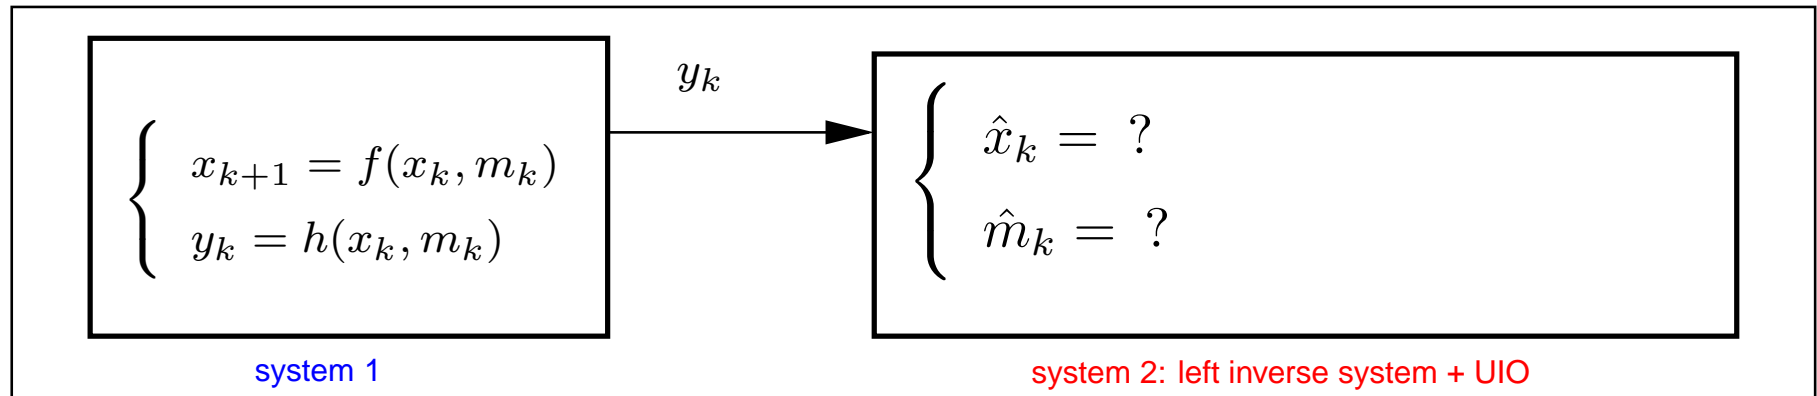 y_k
x_{k+1} = f(x_k, m_k)
y_k = h(x_k, m_k)
x̂_k = ?
m̂_k = ?
system 1
system 2: left inverse system + UIO